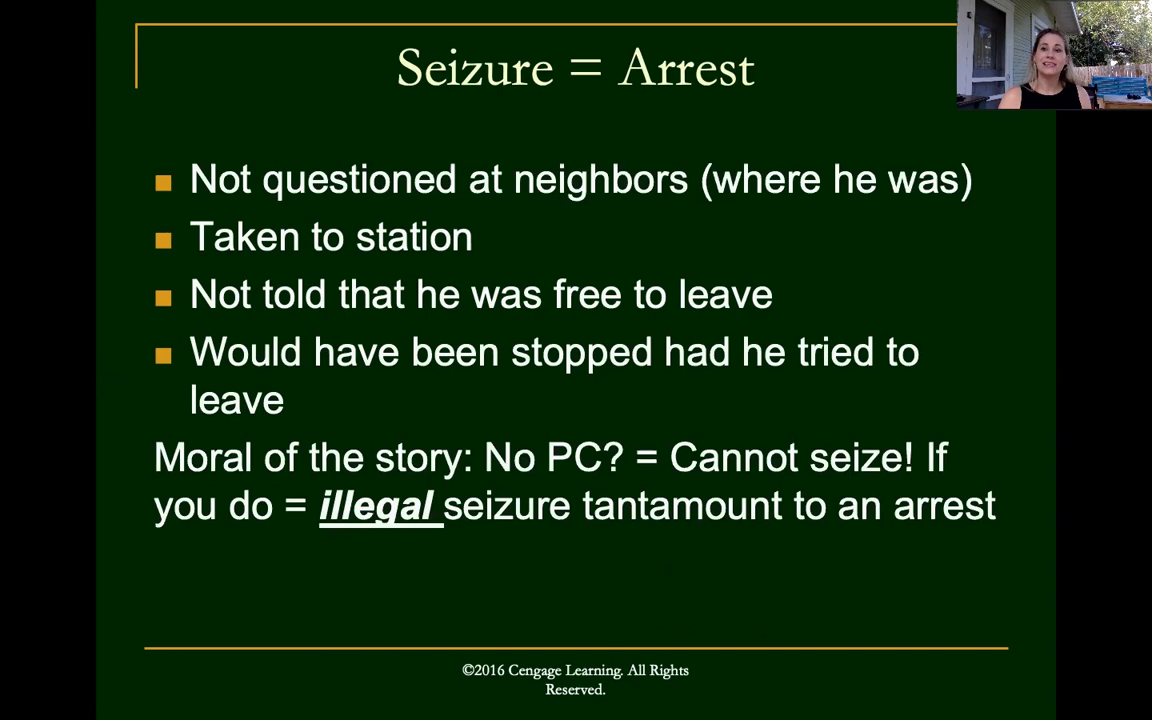 Seizure = Arrest
Not questioned at neighbors (where he was)
Taken to station
Not told that he was free to leave
Would have been stopped had he tried to
leave
Moral of the story: No PC? = Cannot seize! If
you do = illegal seizure tantamount to an arrest
©2016 Cengage Learning. All Rights
Reserved.